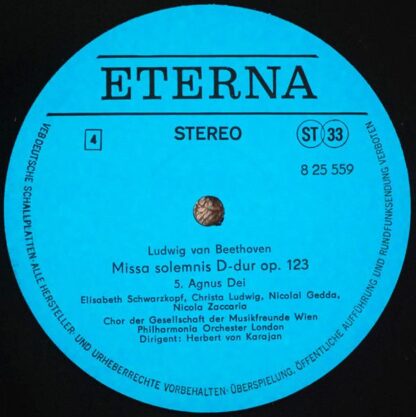 ETERNA
4
STEREO
ST 33
8 25 559
Ludwig van Beethoven
Missa solemnis D-dur op. 123
5. Agnus Dei
Elisabeth Schwarzkopf, Christa Ludwig, Nicolai Gedda,
Nicola Zaccaria
Chor der Gesellschaft der Musikfreunde Wien
Philharmonia Orchester London
Dirigent: Herbert von Karajan
VEB DEUTSCHE SCHALLPLATTEN · ALLE HERSTELLER- UND URHEBERRECHTE VORBEHALTEN · ÜBERSPIELUNG, ÖFFENTLICHE AUFFÜHRUNG UND RUNDFUNKSENDUNG VERBOTEN